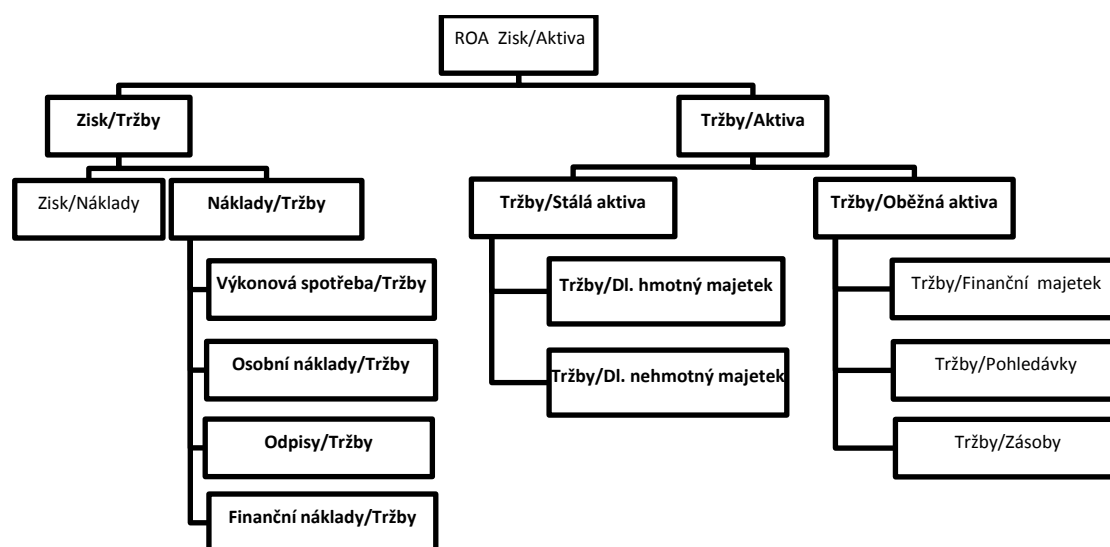 ROA Zisk/Aktiva
Zisk/Tržby
Tržby/Aktiva
Zisk/Náklady
Náklady/Tržby
Tržby/Stálá aktiva
Tržby/Oběžná aktiva
Výkonová spotřeba/Tržby
Tržby/Dl. hmotný majetek
Tržby/Finanční majetek
Osobní náklady/Tržby
Tržby/Dl. nehmotný majetek
Tržby/Pohledávky
Odpisy/Tržby
Tržby/Zásoby
Finanční náklady/Tržby